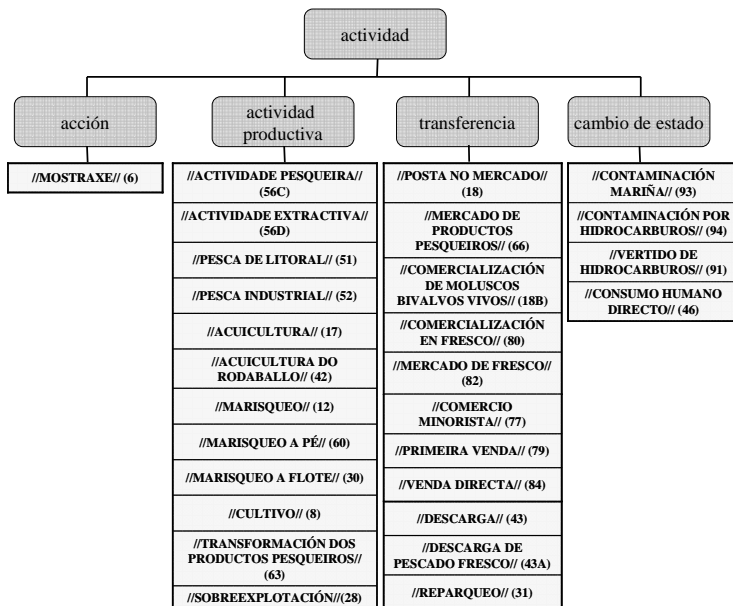 actividad
acción
actividad
productiva
transferencia
cambio de estado
//MOSTRAXE// (6)
//ACTIVIDADE PESQUEIRA//
(56C)
//ACTIVIDADE EXTRACTIVA//
(56D)
//PESCA DE LITORAL// (51)
//PESCA INDUSTRIAL// (52)
//ACUICULTURA// (17)
//ACUICULTURA DO
RODABALLO// (42)
//MARISQUEO// (12)
//MARISQUEO A PÉ// (60)
//MARISQUEO A FLOTE// (30)
//CULTIVO// (8)
//TRANSFORMACIÓN DOS
PRODUCTOS PESQUEIROS//
(63)
//SOBREEXPLOTACIÓN//(28)
//POSTA NO MERCADO//
(18)
//MERCADO DE
PRODUCTOS
PESQUEIROS// (66)
//COMERCIALIZACIÓN
DE MOLUSCOS
BIVALVOS VIVOS// (18B)
//COMERCIALIZACIÓN
EN FRESCO// (80)
//MERCADO DE FRESCO//
(82)
//COMERCIO
MINORISTA// (77)
//PRIMEIRA VENDA// (79)
//VENDA DIRECTA// (84)
//DESCARGA// (43)
//DESCARGA DE
PESCADO FRESCO// (43A)
//REPARQUEO// (31)
//CONTAMINACIÓN
MARIÑA// (93)
//CONTAMINACIÓN POR
HIDROCARBUROS// (94)
//VERTIDO DE
HIDROCARBUROS// (91)
//CONSUMO HUMANO
DIRECTO// (46)